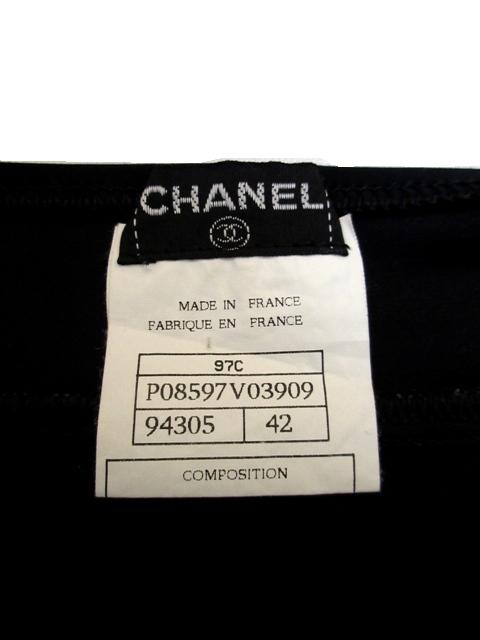 CHANEL
MADE IN FRANCE
FABRIQUE EN FRANCE
97C
P08597V03909
94305 42
COMPOSITION